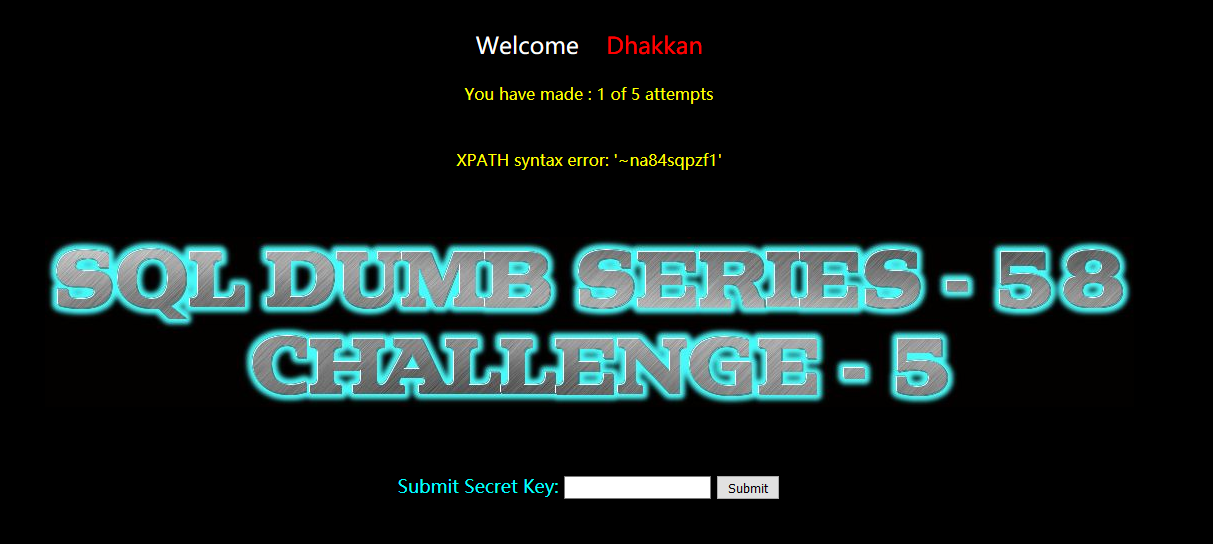 Welcome Dhakkan
You have made : 1 of 5 attempts
XPATH syntax error: '~na84sqpzf1'
SQL DUMB SERIES - 58
CHALLENGE - 5
Submit Secret Key: Submit